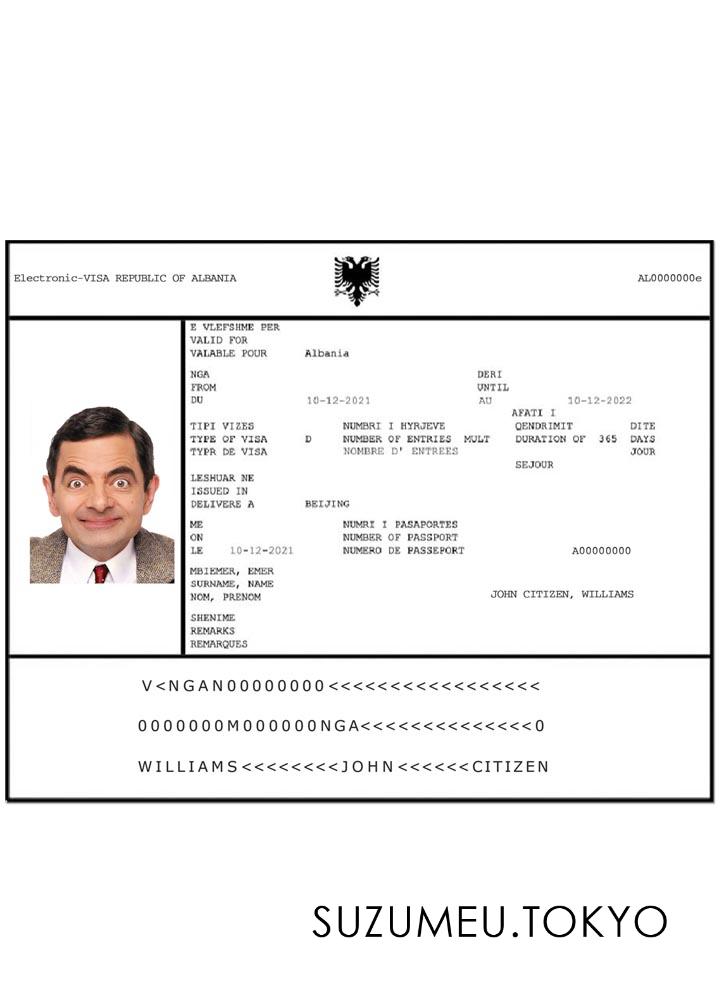 Electronic-VISA REPUBLIC OF ALBANIA AL0000000e
E VLEFSHME PER
VALID FOR
VALABLE POUR Albania
NGA DERI
FROM UNTIL
DU 10-12-2021 AU 10-12-2022
AFATI I
TIPI VIZES NUMBRI I HYRJEVE QENDRIMIT DITE
TYPE OF VISA D NUMBER OF ENTRIES MULT DURATION OF 365 DAYS
TYPR DE VISA NOMBRE D' ENTREES JOUR
SEJOUR
LESHUAR NE
ISSUED IN
DELIVERE A BEIJING
ME NUMRI I PASAPORTES
ON NUMBER OF PASSPORT
LE 10-12-2021 NUMERO DE PASSEPORT A00000000
MBIEMER, EMER
SURNAME, NAME
NOM, PRENOM JOHN CITIZEN, WILLIAMS
SHENIME
REMARKS
REMARQUES
V<NGAN00000000<<<<<<<<<<<<<<<<<<
0000000M000000NGA<<<<<<<<<<<<<<0
WILLIAMS<<<<<<<<JOHN<<<<<<CITIZEN
SUZUMEU.TOKYO